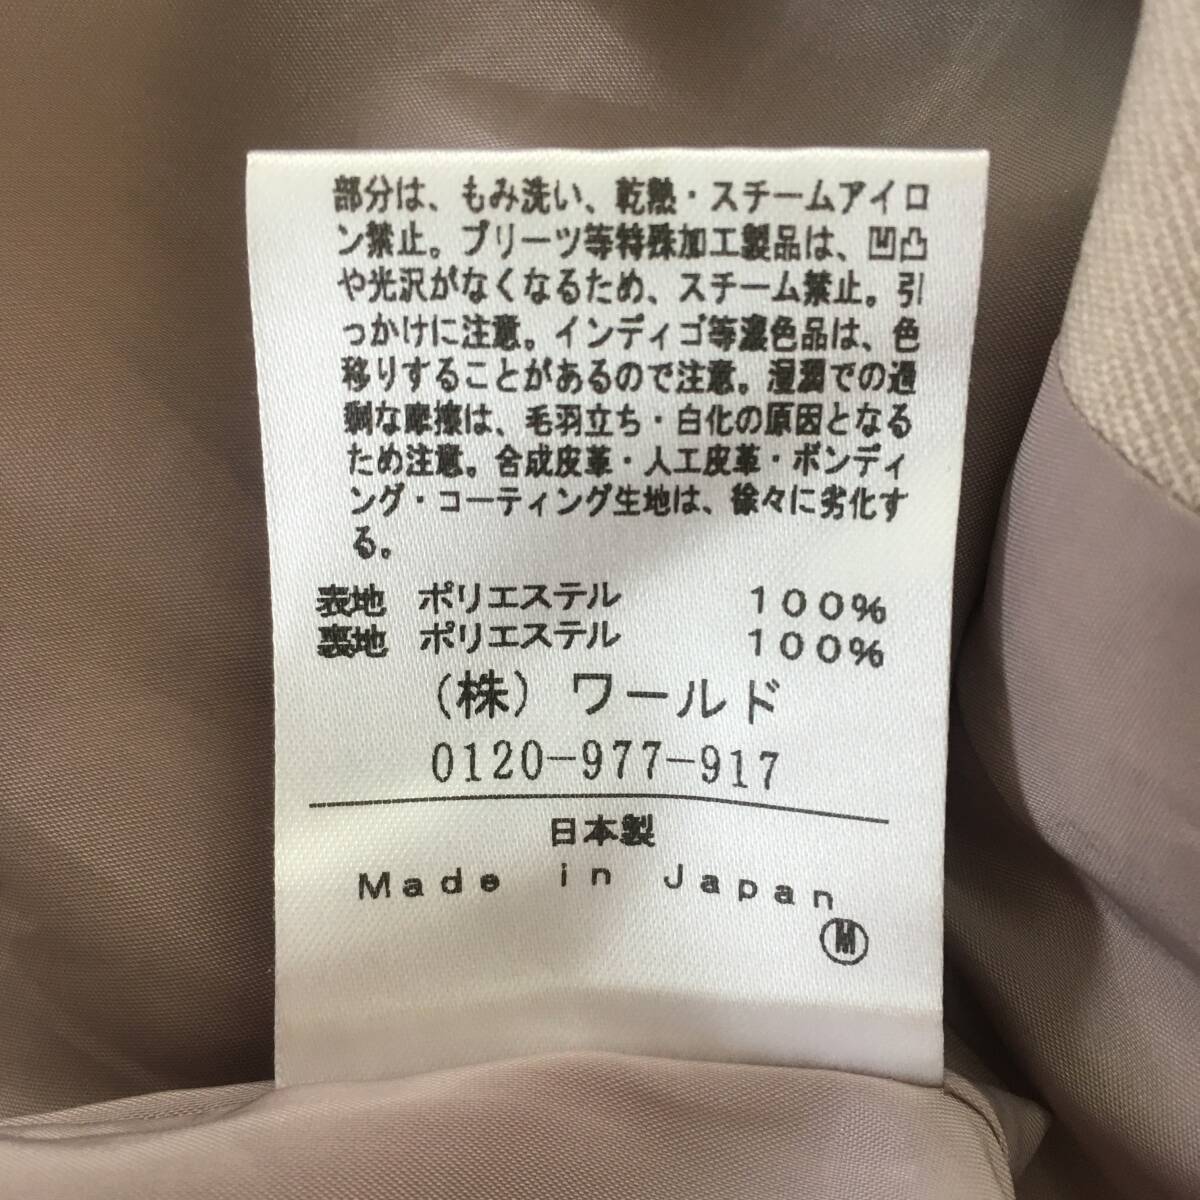 部分は、もみ洗い、乾熱・スチームアイロ
ン禁止。プリーツ等特殊加工製品は、凹凸
や光沢がなくなるため、スチーム禁止。引
っかけに注意。インディゴ等濃色品は、色
移りすることがあるので注意。湿潤での過
剰な摩擦は、毛羽立ち・白化の原因となる
ため注意。合成皮革・人工皮革・ボンディ
ング・コーティング生地は、徐々に劣化す
る。
表地 ポリエステル 100%
裏地 ポリエステル 100%
(株) ワールド
0120-977-917
日本製
Made in Japan
Ⓜ